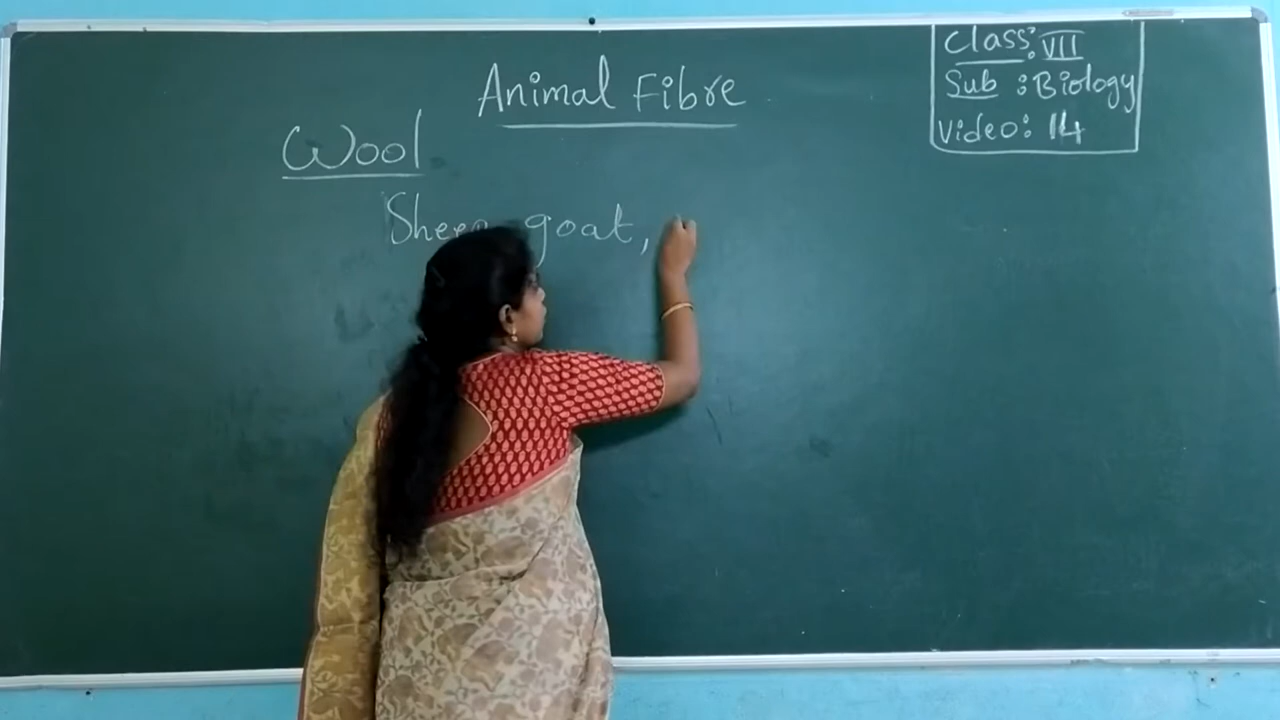 Animal Fibre
Class: VII
Sub : Biology
Video: 14
Wool
Sheep, goat,